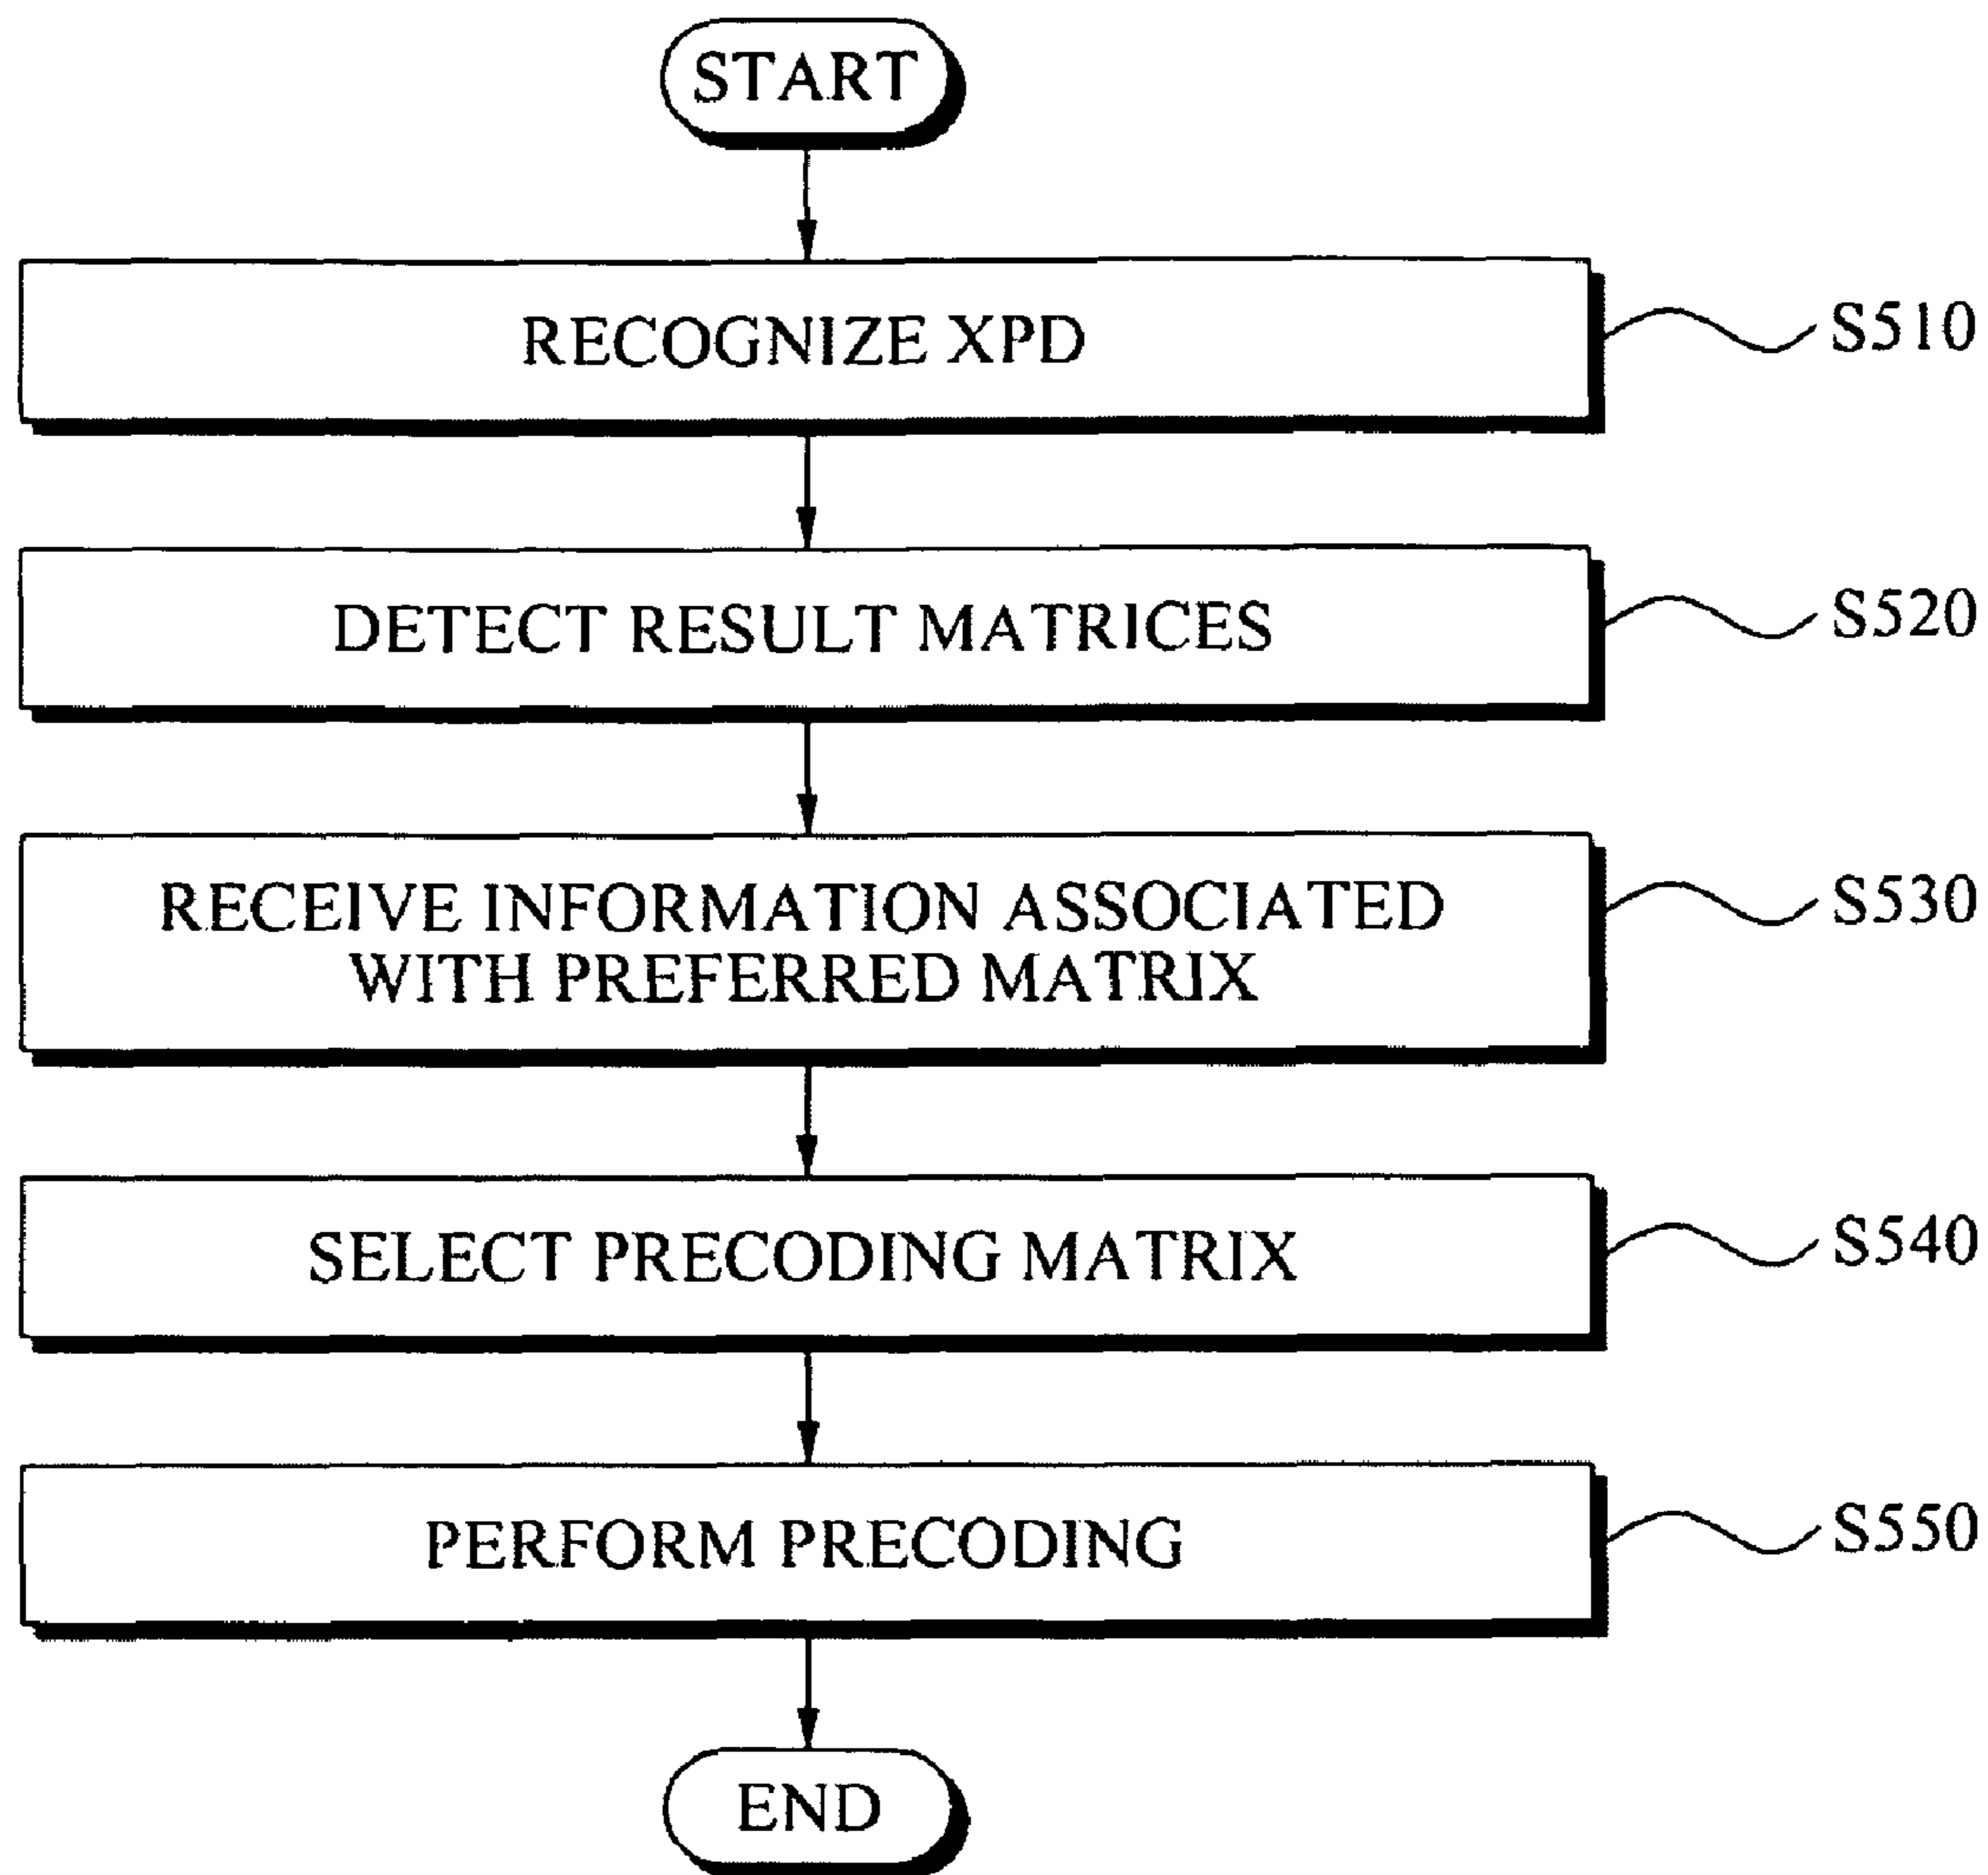 START
RECOGNIZE XPD
S510
DETECT RESULT MATRICES
S520
RECEIVE INFORMATION ASSOCIATED
WITH PREFERRED MATRIX
S530
SELECT PRECODING MATRIX
S540
PERFORM PRECODING
S550
END